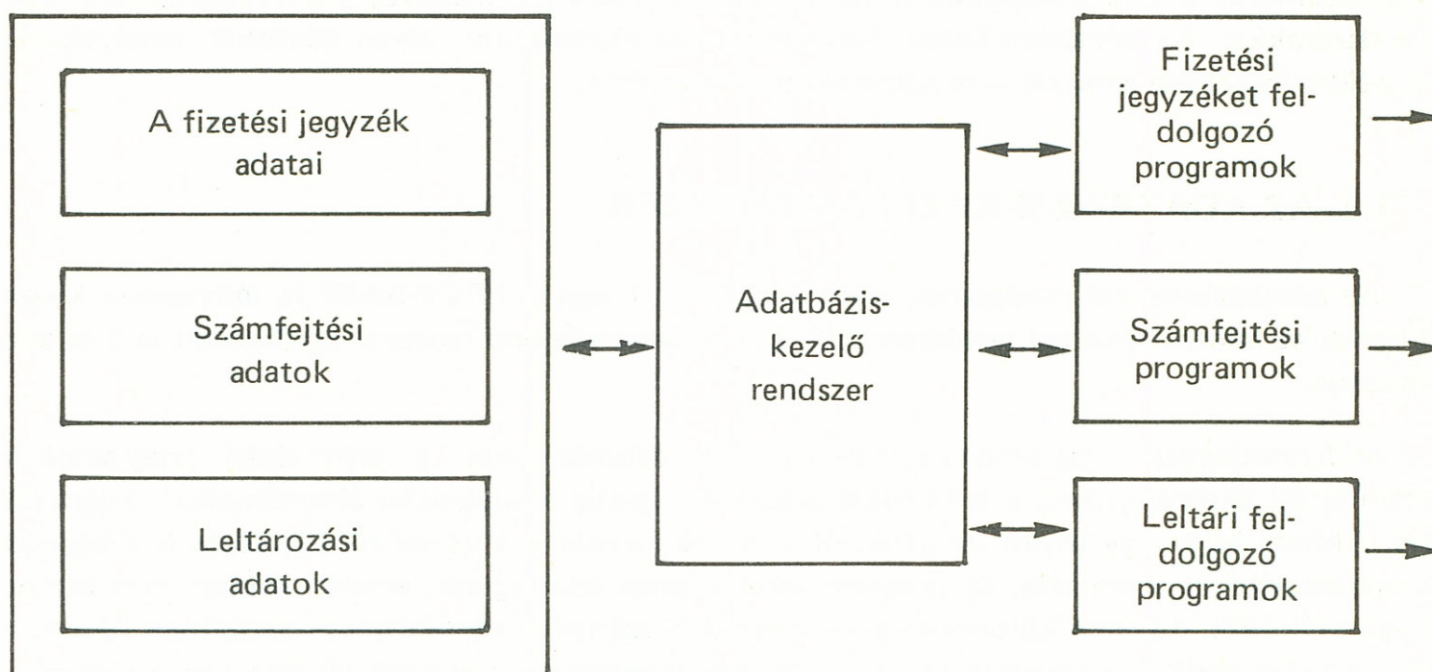 A fizetési jegyzék
adatai
Számfejtési
adatok
Leltározási
adatok
Adatbázis-
kezelő
rendszer
Fizetési
jegyzéket fel-
dolgozó
programok
Számfejtési
programok
Leltári fel-
dolgozó
programok